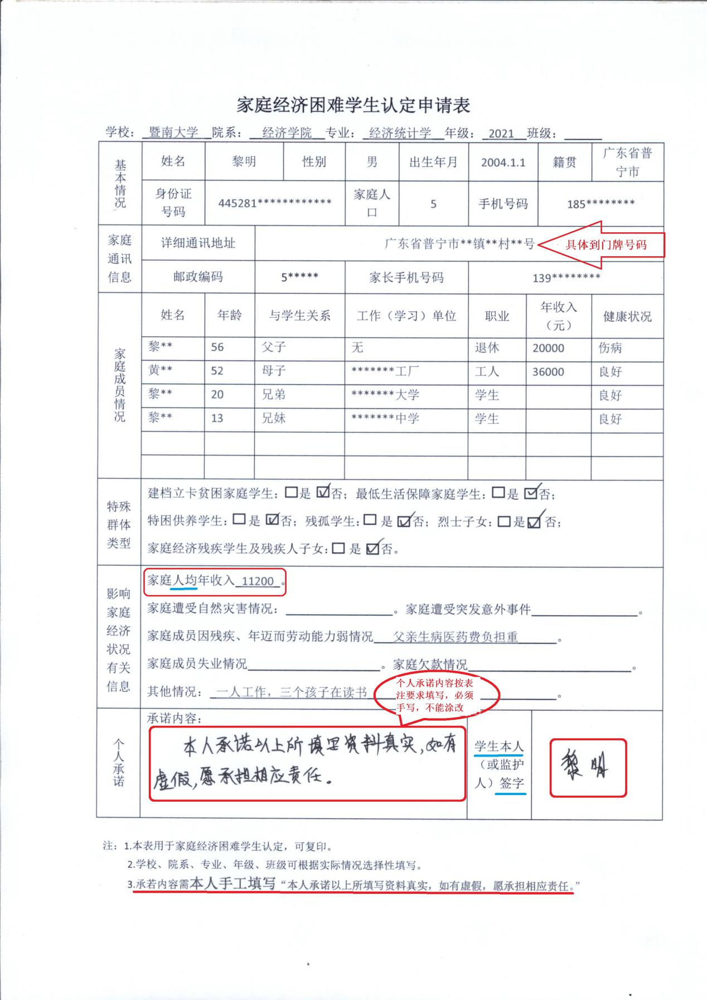 家庭经济困难学生认定申请表
学校： 暨南大学 院系： 经济学院 专业： 经济统计学 年级： 2021 班级：
基本情况
姓名 黎明 性别 男 出生年月 2004.1.1 籍贯 广东省普宁市
身份证号码 445281************ 家庭人口 5 手机号码 185********
家庭通讯信息
详细通讯地址 广东省普宁市**镇**村**号 具体到门牌号码
邮政编码 5***** 家长手机号码 139********
家庭成员情况
姓名 年龄 与学生关系 工作（学习）单位 职业 年收入（元） 健康状况
黎** 56 父子 无 退休 20000 伤病
黄** 52 母子 *******工厂 工人 36000 良好
黎** 20 兄弟 *******大学 学生 良好
黎** 13 兄妹 *******中学 学生 良好
特殊群体类型
建档立卡贫困家庭学生：□是 ☑否；最低生活保障家庭学生：□是 ☑否；
特困供养学生：□是 ☑否；残孤学生：□是 ☑否；烈士子女：□是 ☑否；
家庭经济残疾学生及残疾人子女：□是 ☑否。
影响家庭经济状况有关信息
家庭人均年收入 11200 。
家庭遭受自然灾害情况： 。家庭遭受突发意外事件 。
家庭成员因残疾、年迈而劳动能力弱情况 父亲生病医药费负担重 。
家庭成员失业情况 。家庭欠款情况 。
其他情况： 一人工作，三个孩子在读书 。
个人承诺内容按表
注要求填写，必须
手写，不能涂改
个人承诺
承诺内容：
本人承诺以上所填写资料真实,如有
虚假,愿承担相应责任。
学生本人
（或监护
人）签字
黎明
注：1.本表用于家庭经济困难学生认定，可复印。
2.学校、院系、专业、年级、班级可根据实际情况选择性填写。
3.承若内容需本人手工填写“本人承诺以上所填写资料真实，如有虚假，愿承担相应责任。”